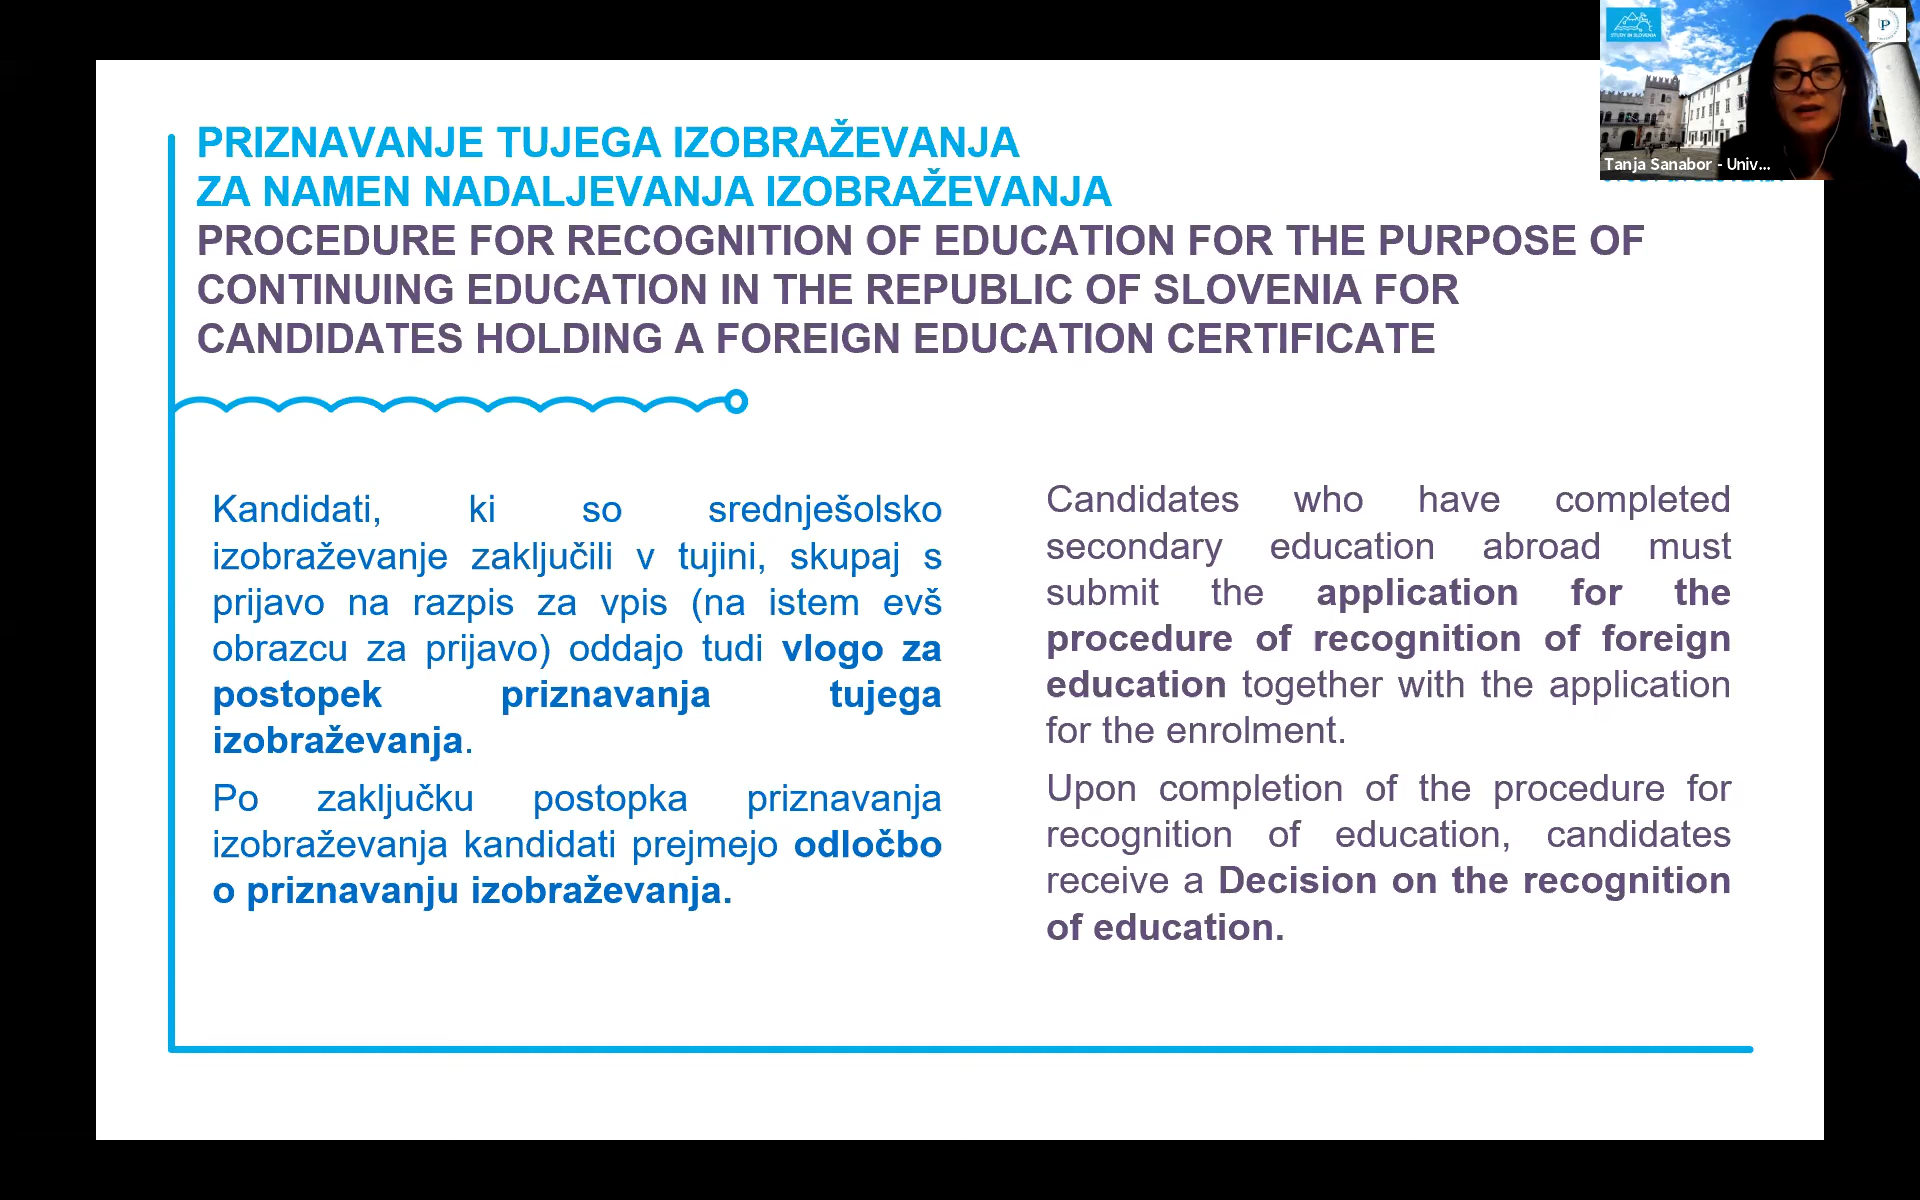 PRIZNAVANJE TUJEGA IZOBRAŽEVANJA
ZA NAMEN NADALJEVANJA IZOBRAŽEVANJA
PROCEDURE FOR RECOGNITION OF EDUCATION FOR THE PURPOSE OF
CONTINUING EDUCATION IN THE REPUBLIC OF SLOVENIA FOR
CANDIDATES HOLDING A FOREIGN EDUCATION CERTIFICATE
Kandidati, ki so srednješolsko
izobraževanje zaključili v tujini, skupaj s
prijavo na razpis za vpis (na istem evš
obrazcu za prijavo) oddajo tudi vlogo za
postopek priznavanja tujega
izobraževanja.
Po zaključku postopka priznavanja
izobraževanja kandidati prejmejo odločbo
o priznavanju izobraževanja.
Candidates who have completed
secondary education abroad must
submit the application for the
procedure of recognition of foreign
education together with the application
for the enrolment.
Upon completion of the procedure for
recognition of education, candidates
receive a Decision on the recognition
of education.
STUDY IN SLOVENIA
P
Tanja Sanabor - Univ...